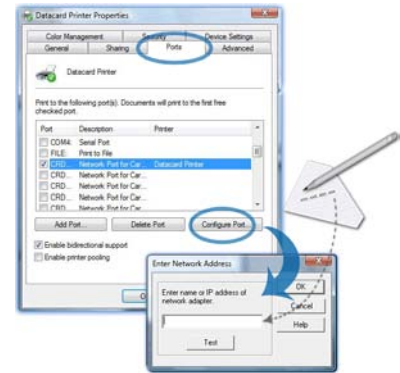 Datacard Printer Properties
Color Management Security Device Settings
General Sharing Ports Advanced
Datacard Printer
Print to the following port(s). Documents will print to the first free
checked port.
Port Description Printer
COM4: Serial Port
FILE: Print to File
CRD... Network Port for Car... Datacard Printer
CRD... Network Port for Car...
CRD... Network Port for Car...
CRD... Network Port for Car...
CRD... Network Port for Car...
Add Port... Delete Port Configure Port...
Enable bidirectional support
Enable printer pooling
Enter Network Address
Enter name or IP address of
network adapter.
OK
Cancel
Help
Test